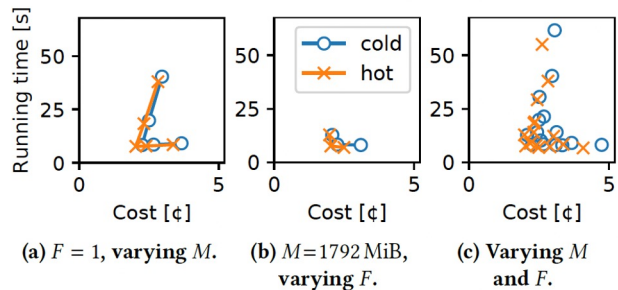 Running time [s]
50
25
0
0
5
Cost [¢]
(a) F = 1, varying M.
50
25
0
0
5
Cost [¢]
cold
hot
(b) M=1792 MiB,
varying F.
50
25
0
0
5
Cost [¢]
(c) Varying M
and F.